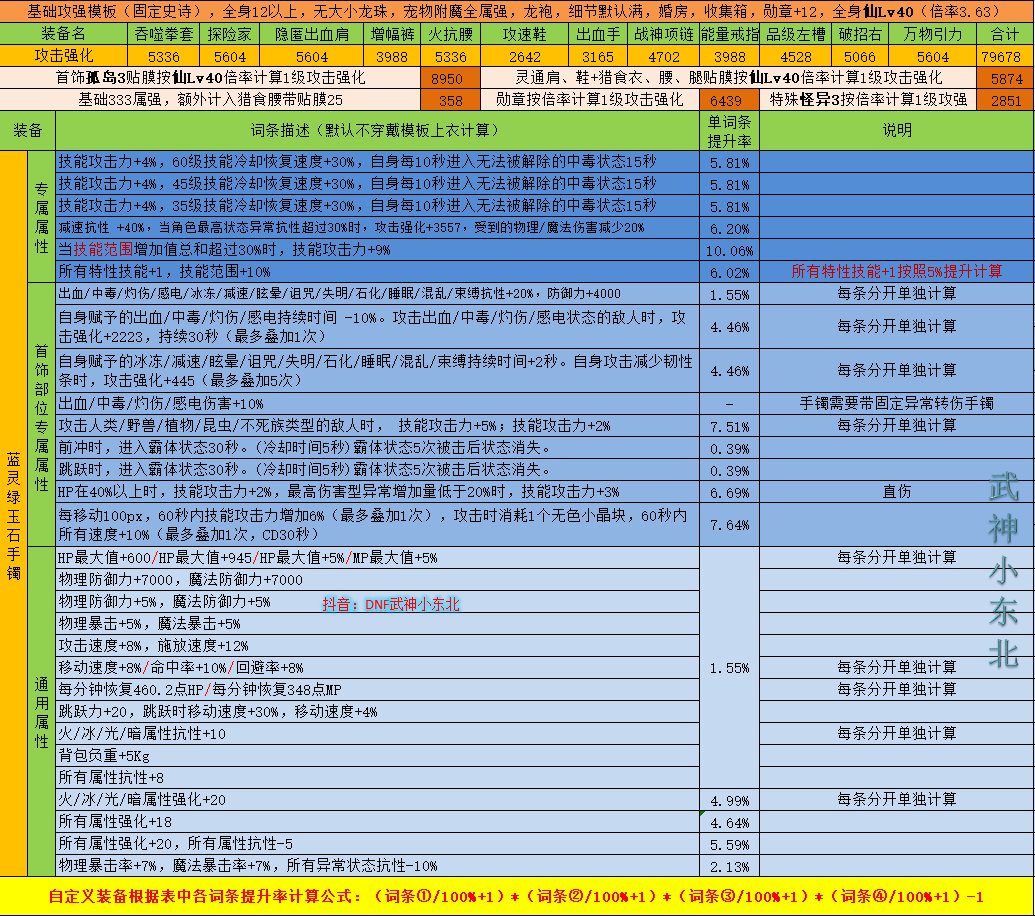 基础攻强模板（固定史诗），全身12以上，无大小龙珠，宠物附魔全属强，龙袍，细节默认满，婚房，收集箱，勋章+12，全身仙Lv40（倍率3.63）
装备名 吞噬拳套 探险家 隐匿出血肩 增幅裤 火抗腰 攻速鞋 出血手 战神项链 能量戒指 品级左槽 破招右 万物引力 合计
攻击强化 5336 5604 5604 3988 5336 2642 3165 4702 3988 4528 5066 5604 79678
首饰孤岛3贴膜按仙Lv40倍率计算1级攻击强化 8950 灵通肩、鞋+猎食衣、腰、腿贴膜按仙Lv40倍率计算1级攻击强化 5874
基础333属强，额外计入猎食腰带贴膜25 358 勋章按倍率计算1级攻击强化 6439 特殊怪异3按倍率计算1级攻强 2851
装备 词条描述（默认不穿戴模板上衣计算） 单词条提升率 说明
蓝灵绿玉石手镯
专属属性
技能攻击力+4%，60级技能冷却恢复速度+30%，自身每10秒进入无法被解除的中毒状态15秒 5.81%
技能攻击力+4%，45级技能冷却恢复速度+30%，自身每10秒进入无法被解除的中毒状态15秒 5.81%
技能攻击力+4%，35级技能冷却恢复速度+30%，自身每10秒进入无法被解除的中毒状态15秒 5.81%
减速抗性 +40%，当角色最高状态异常抗性超过30%时，攻击强化+3557，受到的物理/魔法伤害减少20% 6.20%
当技能范围增加值总和超过30%时，技能攻击力+9% 10.06%
所有特性技能+1，技能范围+10% 6.02% 所有特性技能+1按照5%提升计算
首饰部位专属属性
出血/中毒/灼伤/感电/冰冻/减速/眩晕/诅咒/失明/石化/睡眠/混乱/束缚抗性+20%，防御力+4000 1.55% 每条分开单独计算
自身赋予的出血/中毒/灼伤/感电持续时间 -10%。攻击出血/中毒/灼伤/感电状态的敌人时，攻
击强化+2223，持续30秒（最多叠加1次） 4.46% 每条分开单独计算
自身赋予的冰冻/减速/眩晕/诅咒/失明/石化/睡眠/混乱/束缚持续时间+2秒。自身攻击减少韧性
条时，攻击强化+445（最多叠加5次） 4.46% 每条分开单独计算
出血/中毒/灼伤/感电伤害+10% - 手镯需要带固定异常转伤手镯
攻击人类/野兽/植物/昆虫/不死族类型的敌人时， 技能攻击力+5%；技能攻击力+2% 7.51% 每条分开单独计算
前冲时，进入霸体状态30秒。(冷却时间5秒)霸体状态5次被击后状态消失。 0.39%
跳跃时，进入霸体状态30秒。(冷却时间5秒)霸体状态5次被击后状态消失。 0.39%
HP在40%以上时，技能攻击力+2%，最高伤害型异常增加量低于20%时，技能攻击力+3% 6.69% 直伤
每移动100px，60秒内技能攻击力增加6%（最多叠加1次），攻击时消耗1个无色小晶块，60秒内
所有速度+10%（最多叠加1次，CD30秒） 7.64%
通用属性
HP最大值+600/HP最大值+945/HP最大值+5%/MP最大值+5% 每条分开单独计算
物理防御力+7000，魔法防御力+7000
物理防御力+5%，魔法防御力+5% 抖音：DNF武神小东北
物理暴击+5%，魔法暴击+5%
攻击速度+8%，施放速度+12%
移动速度+8%/命中率+10%/回避率+8% 1.55% 每条分开单独计算
每分钟恢复460.2点HP/每分钟恢复348点MP 每条分开单独计算
跳跃力+20，跳跃时移动速度+30%，移动速度+4%
火/冰/光/暗属性抗性+10 每条分开单独计算
背包负重+5Kg
所有属性抗性+8
火/冰/光/暗属性强化+20 4.99% 每条分开单独计算
所有属性强化+18 4.64%
所有属性强化+20，所有属性抗性-5 5.59%
物理暴击率+7%，魔法暴击率+7%，所有异常状态抗性-10% 2.13%
武神小东北
自定义装备根据表中各词条提升率计算公式：（词条①/100%+1）*（词条②/100%+1）*（词条③/100%+1）*（词条④/100%+1）-1